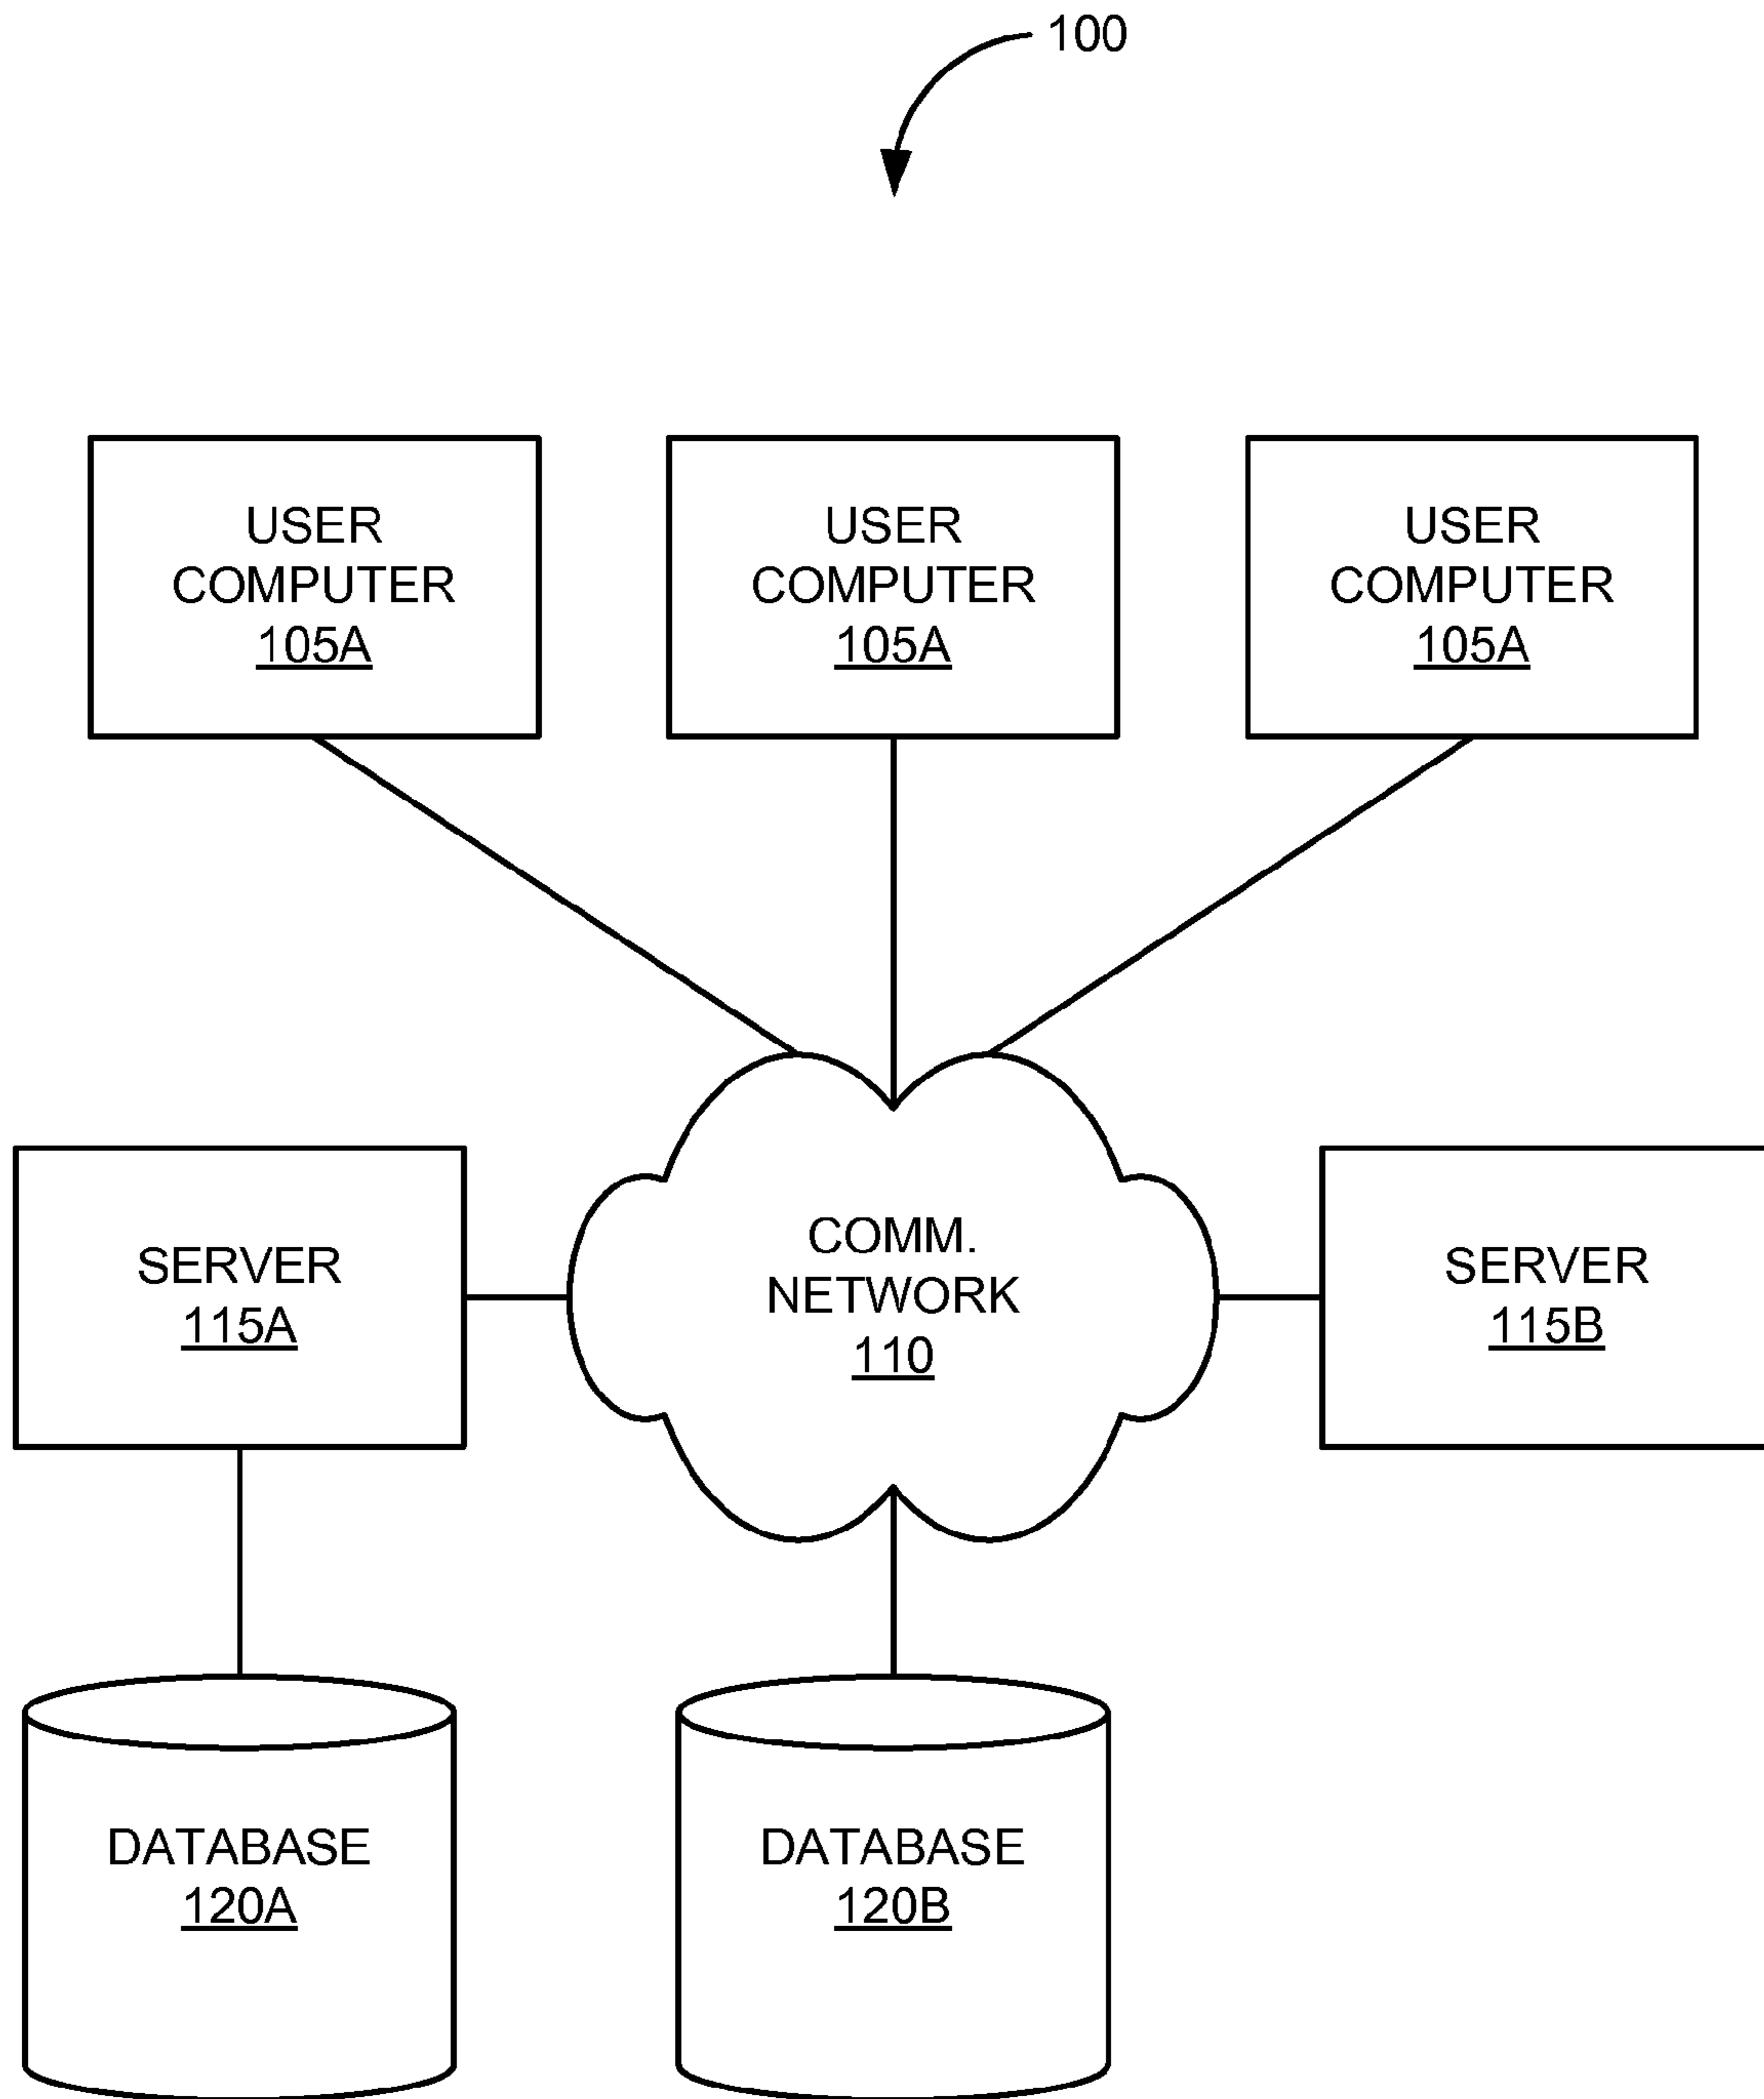 100
USER
COMPUTER
105A
USER
COMPUTER
105A
USER
COMPUTER
105A
SERVER
115A
COMM.
NETWORK
110
SERVER
115B
DATABASE
120A
DATABASE
120B